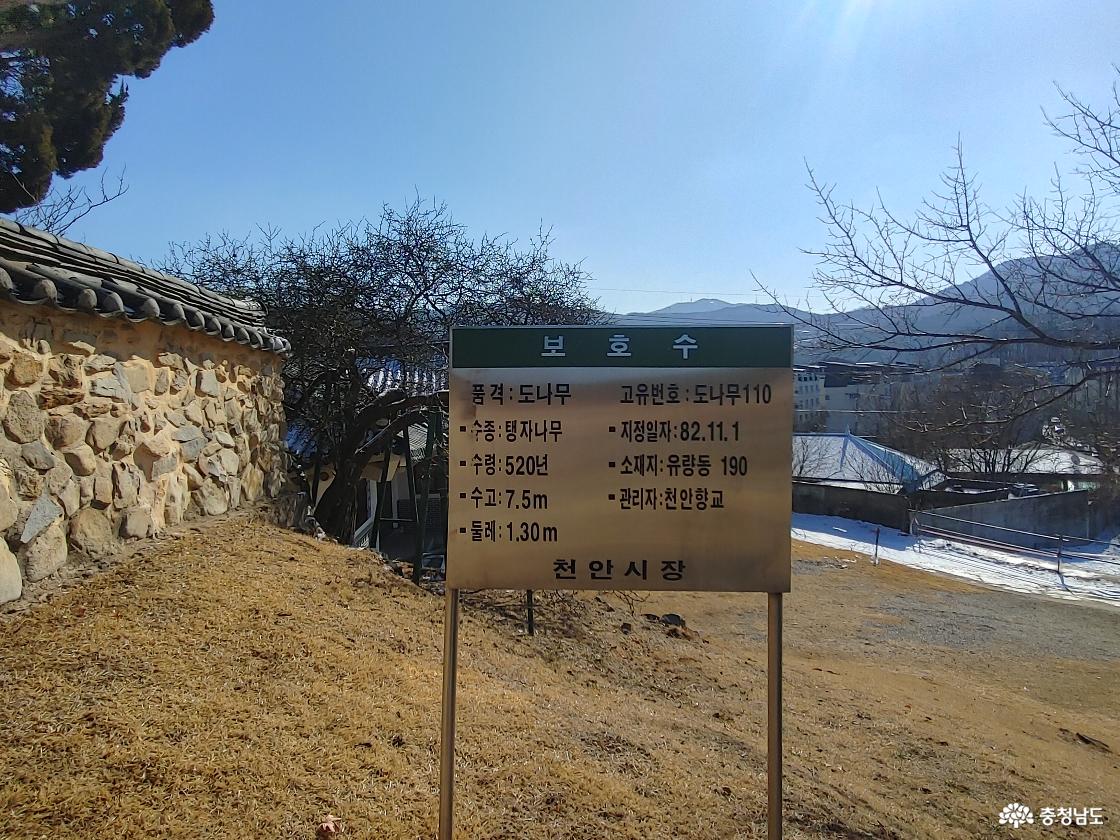 보호수
품격:도나무 고유번호:도나무110
수종:탱자나무 지정일자:82.11.1
수령:520년 소재지:유량동 190
수고:7.5m 관리자:천안향교
둘레:1.30m
천안시장
충청남도